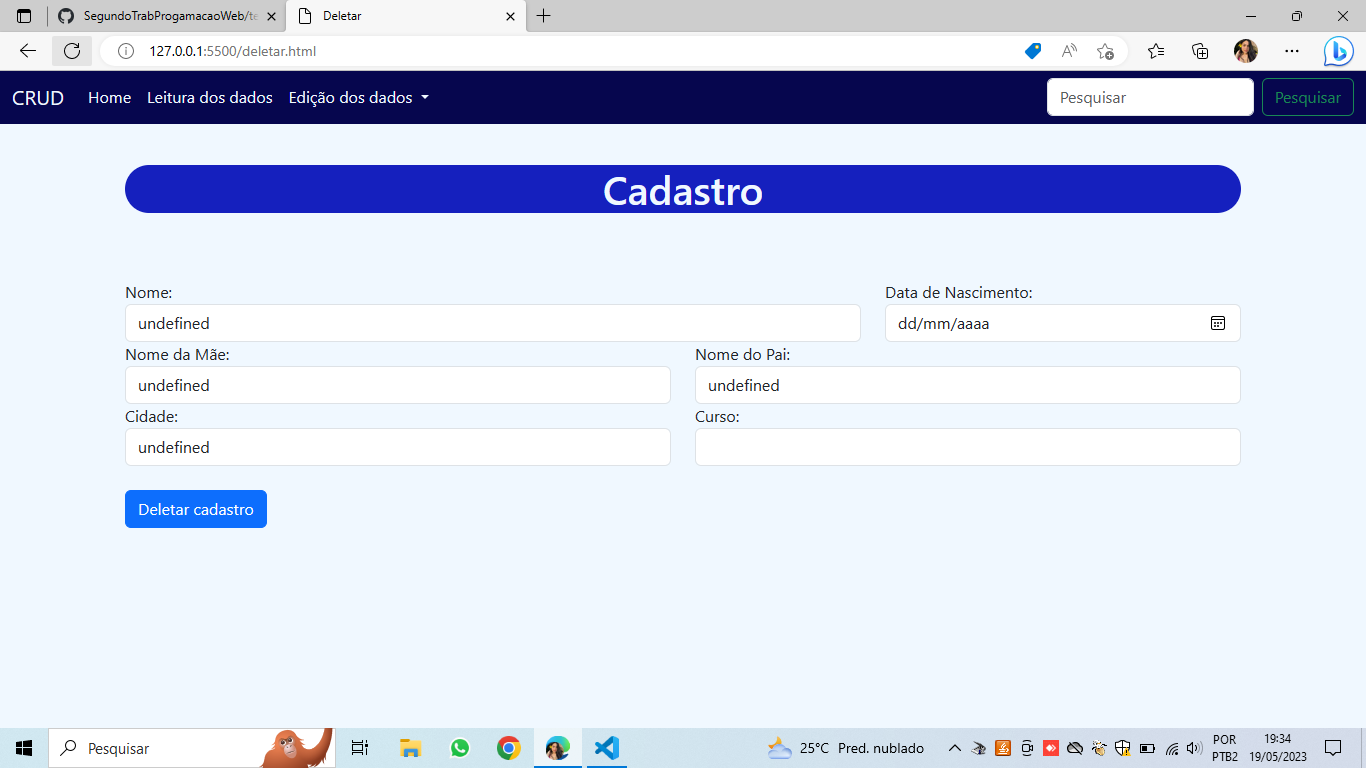 SegundoTrabProgamacaoWeb/te
Deletar
127.0.0.1:5500/deletar.html
CRUD Home Leitura dos dados Edição dos dados Pesquisar Pesquisar
Cadastro
Nome: Data de Nascimento:
undefined dd/mm/aaaa
Nome da Mãe: Nome do Pai:
undefined undefined
Cidade: Curso:
undefined
Deletar cadastro
Pesquisar
25°C Pred. nublado
POR
PTB2
19:34
19/05/2023